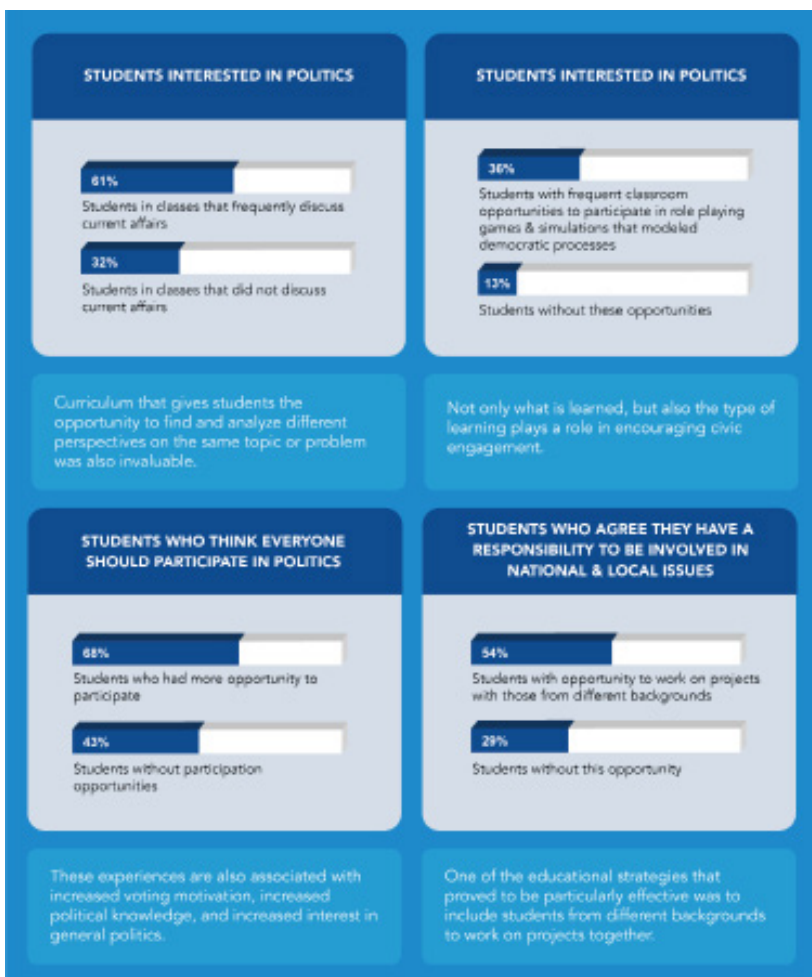 STUDENTS INTERESTED IN POLITICS
61%
Students in classes that frequently discuss
current affairs
32%
Students in classes that did not discuss
current affairs
STUDENTS INTERESTED IN POLITICS
36%
Students with frequent classroom
opportunities to participate in role playing
games & simulations that modeled
democratic processes
13%
Students without these opportunities
Curriculum that gives students the
opportunity to find and analyze different
perspectives on the same topic or problem
was also invaluable.
Not only what is learned, but also the type of
learning plays a role in encouraging civic
engagement.
STUDENTS WHO THINK EVERYONE
SHOULD PARTICIPATE IN POLITICS
68%
Students who had more opportunity to
participate
43%
Students without participation
opportunities
STUDENTS WHO AGREE THEY HAVE A
RESPONSIBILITY TO BE INVOLVED IN
NATIONAL & LOCAL ISSUES
54%
Students with opportunity to work on projects
with those from different backgrounds
29%
Students without this opportunity
These experiences are also associated with
increased voting motivation, increased
political knowledge, and increased interest in
general politics.
One of the educational strategies that
proved to be particularly effective was to
include students from different backgrounds
to work on projects together.